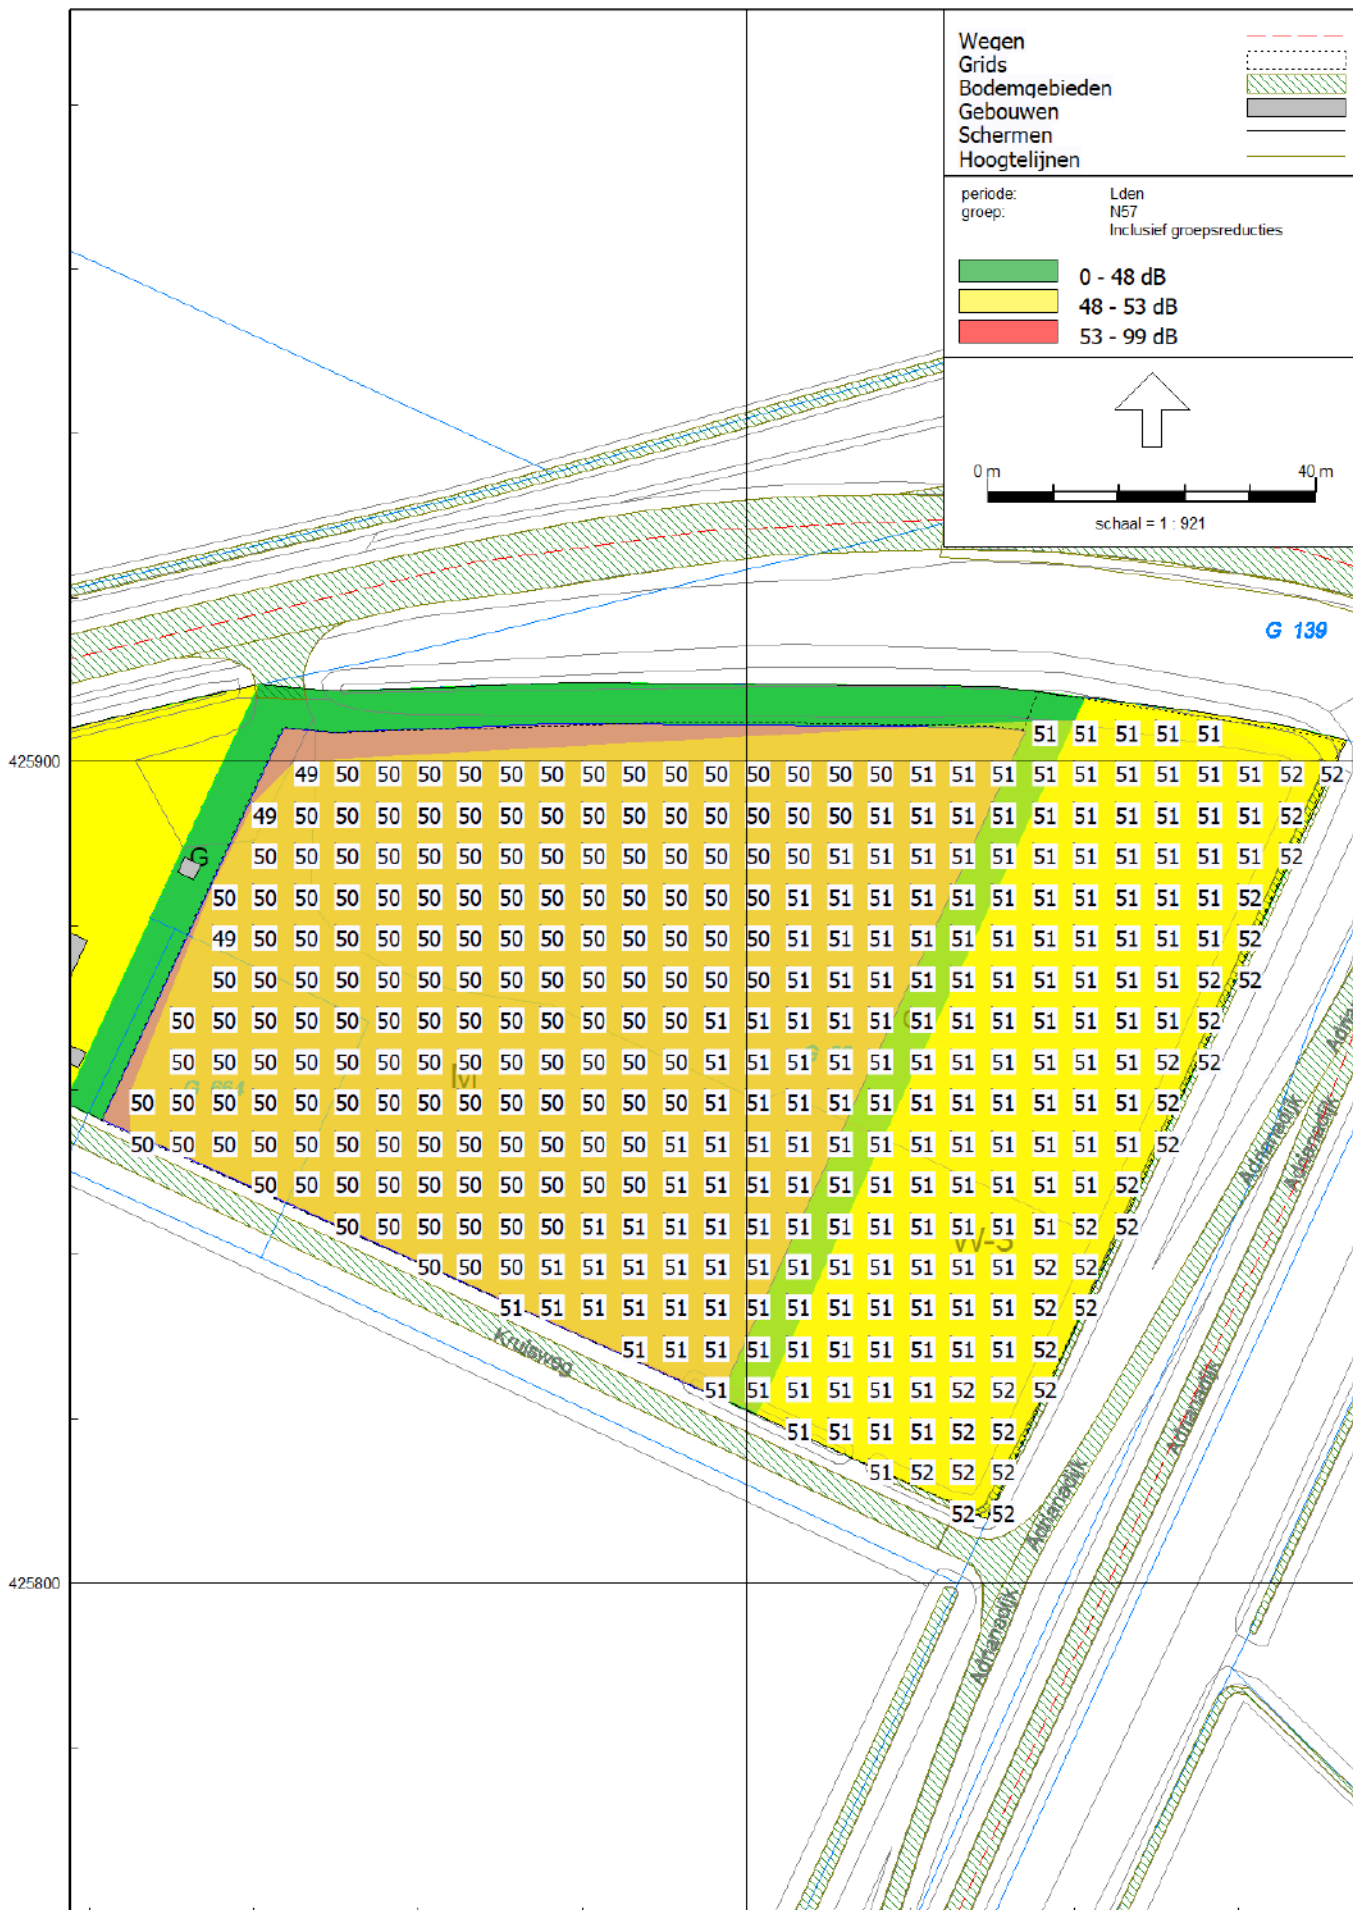 Wegen
Grids
Bodemgebieden
Gebouwen
Schermen
Hoogtelijnen
periode: Lden
groep: N57
Inclusief groepsreducties
0 - 48 dB
48 - 53 dB
53 - 99 dB
0 m 40 m
schaal = 1 : 921
G 139
51 51 51 51 51
425900
49 50 50 50 50 50 50 50 50 50 50 50 50 50 50 51 51 51 51 51 51 51 51 51 52 52
49 50 50 50 50 50 50 50 50 50 50 50 50 50 50 51 51 51 51 51 51 51 51 51 51 52
G
50 50 50 50 50 50 50 50 50 50 50 50 50 50 51 51 51 51 51 51 51 51 51 51 51 52
50 50 50 50 50 50 50 50 50 50 50 50 50 50 51 51 51 51 51 51 51 51 51 51 51 52
49 50 50 50 50 50 50 50 50 50 50 50 50 50 51 51 51 51 51 51 51 51 51 51 51 52
50 50 50 50 50 50 50 50 50 50 50 50 50 50 51 51 51 51 51 51 51 51 51 51 52 52
50 50 50 50 50 50 50 50 50 50 50 50 50 51 51 51 51 51 51 51 51 51 51 51 51 52
50 50 50 50 50 50 50 50 50 50 50 50 50 51 51 51 51 51 51 51 51 51 51 51 52 52
G 664
M
50 50 50 50 50 50 50 50 50 50 50 50 50 50 51 51 51 51 51 51 51 51 51 51 51 52
50 50 50 50 50 50 50 50 50 50 50 50 50 51 51 51 51 51 51 51 51 51 51 51 51 52
50 50 50 50 50 50 50 50 50 50 51 51 51 51 51 51 51 51 51 51 51 52
50 50 50 50 50 50 51 51 51 51 51 51 51 51 51 51 51 51 52 52
W-3
50 50 50 51 51 51 51 51 51 51 51 51 51 51 51 52 52
51 51 51 51 51 51 51 51 51 51 51 51 51 52 52
51 51 51 51 51 51 51 51 51 51 52
51 51 51 51 51 51 52 52 52
51 51 51 51 52 52
51 52 52 52
52 52
Kruisweg
Adrianadijk
Adrianadijk
Adrianadijk
Adrianadijk
Adrianadijk
425800